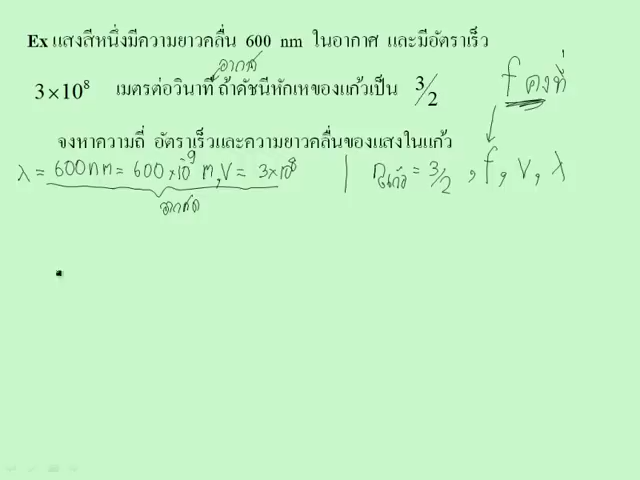 Ex แสงสีหนึ่งมีความยาวคลื่น 600 nm ในอากาศ และมีอัตราเร็ว
อากาศ
3×10⁸ เมตรต่อวินาที ถ้าดัชนีหักเหของแก้วเป็น 3/2
f คงที่
จงหาความถี่ อัตราเร็วและความยาวคลื่นของแสงในแก้ว
λ = 600nm = 600×10⁻⁹ m, v = 3×10⁸ | nแก้ว = 3/2 , f, v, λ
อากาศ